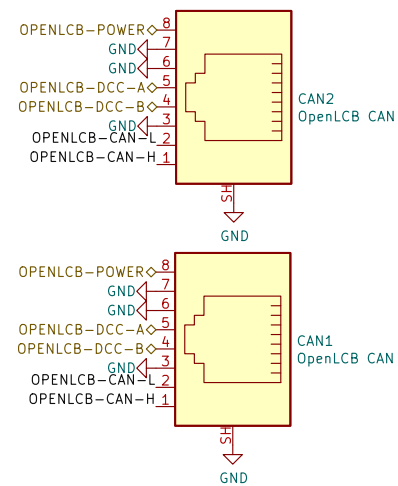 OPENLCB-POWER 8
GND 7
GND 6
OPENLCB-DCC-A 5
OPENLCB-DCC-B 4
GND 3
OPENLCB-CAN-L 2
OPENLCB-CAN-H 1
CAN2
OpenLCB CAN
SH
GND
OPENLCB-POWER 8
GND 7
GND 6
OPENLCB-DCC-A 5
OPENLCB-DCC-B 4
GND 3
OPENLCB-CAN-L 2
OPENLCB-CAN-H 1
CAN1
OpenLCB CAN
SH
GND